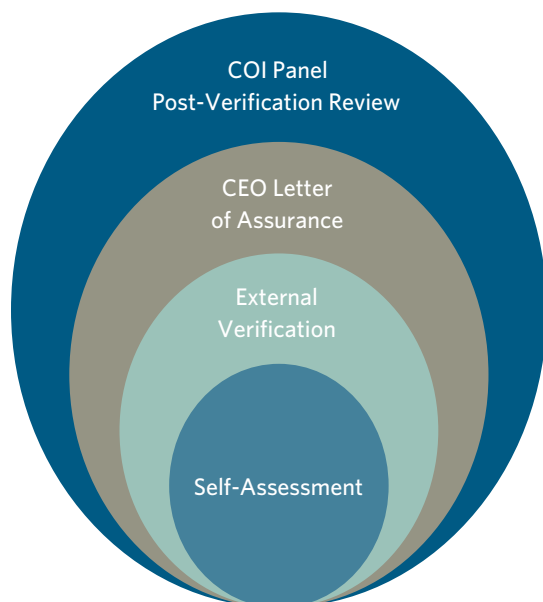 COI Panel
Post-Verification Review
CEO Letter
of Assurance
External
Verification
Self-Assessment